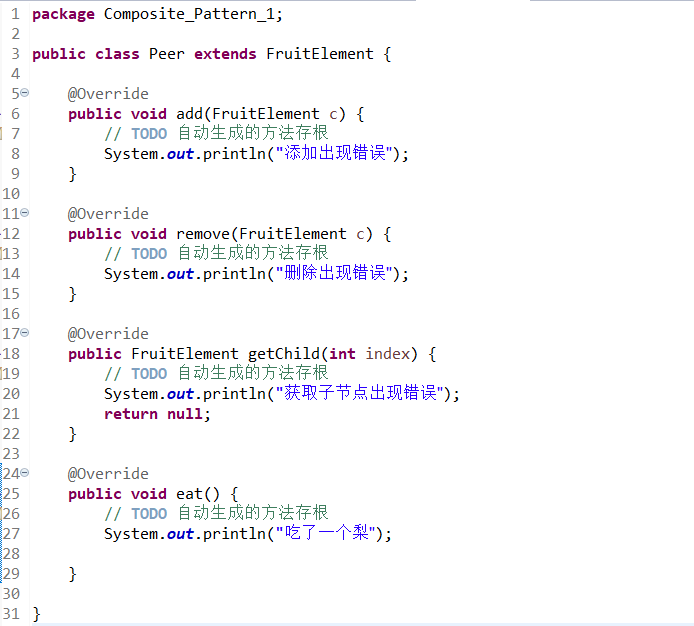 1 package Composite_Pattern_1;
2
3 public class Peer extends FruitElement {
4
5 @Override
6 public void add(FruitElement c) {
7 // TODO 自动生成的方法存根
8 System.out.println("添加出现错误");
9 }
10
11 @Override
12 public void remove(FruitElement c) {
13 // TODO 自动生成的方法存根
14 System.out.println("删除出现错误");
15 }
16
17 @Override
18 public FruitElement getChild(int index) {
19 // TODO 自动生成的方法存根
20 System.out.println("获取子节点出现错误");
21 return null;
22 }
23
24 @Override
25 public void eat() {
26 // TODO 自动生成的方法存根
27 System.out.println("吃了一个梨");
28
29 }
30
31 }